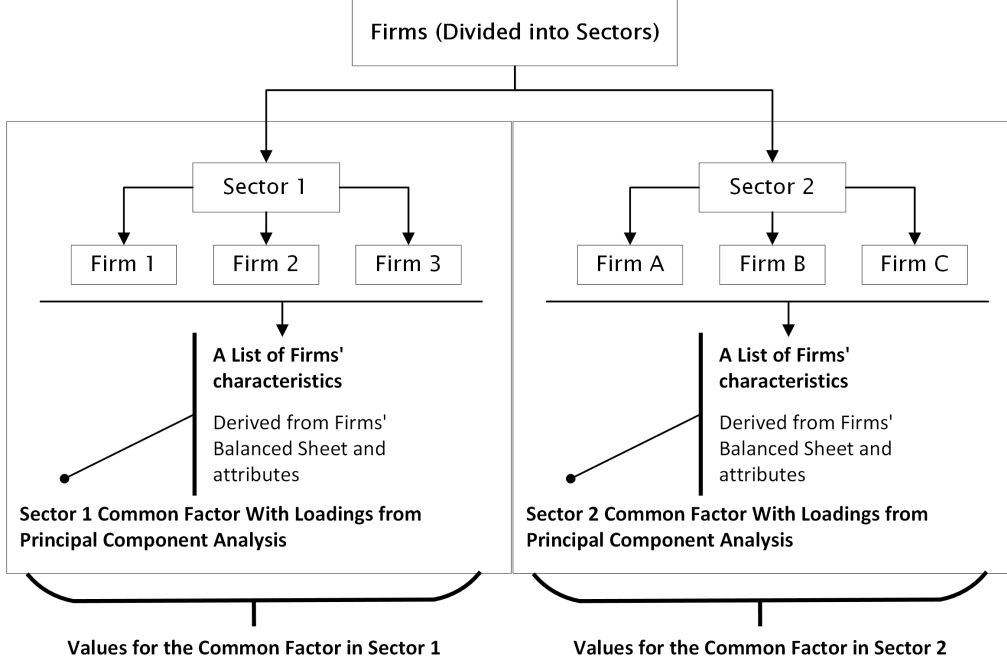 Firms (Divided into Sectors)
Sector 1
Firm 1
Firm 2
Firm 3
A List of Firms'
characteristics
Derived from Firms'
Balanced Sheet and
attributes
Sector 1 Common Factor With Loadings from
Principal Component Analysis
Values for the Common Factor in Sector 1
Sector 2
Firm A
Firm B
Firm C
A List of Firms'
characteristics
Derived from Firms'
Balanced Sheet and
attributes
Sector 2 Common Factor With Loadings from
Principal Component Analysis
Values for the Common Factor in Sector 2